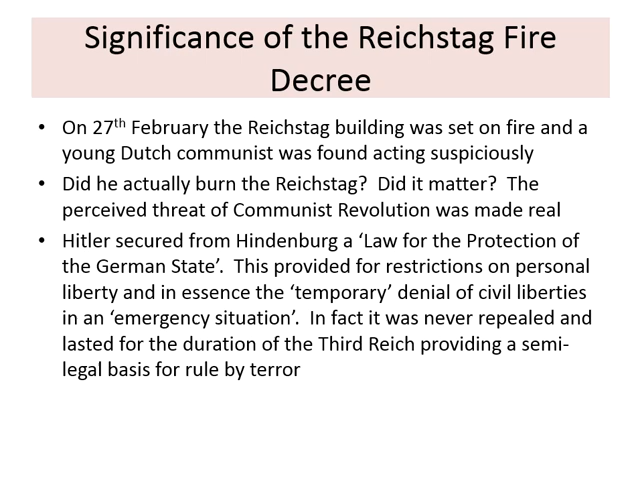 Significance of the Reichstag Fire
Decree
• On 27th February the Reichstag building was set on fire and a
young Dutch communist was found acting suspiciously
• Did he actually burn the Reichstag?  Did it matter?  The
perceived threat of Communist Revolution was made real
• Hitler secured from Hindenburg a ‘Law for the Protection of
the German State’.  This provided for restrictions on personal
liberty and in essence the ‘temporary’ denial of civil liberties
in an ‘emergency situation’.  In fact it was never repealed and
lasted for the duration of the Third Reich providing a semi-
legal basis for rule by terror